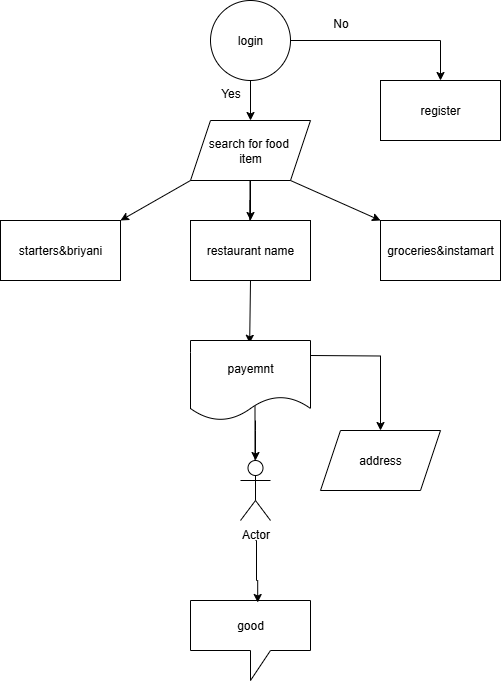 login
No
register
Yes
search for food
item
starters&briyani
restaurant name
groceries&instamart
payemnt
address
Actor
good